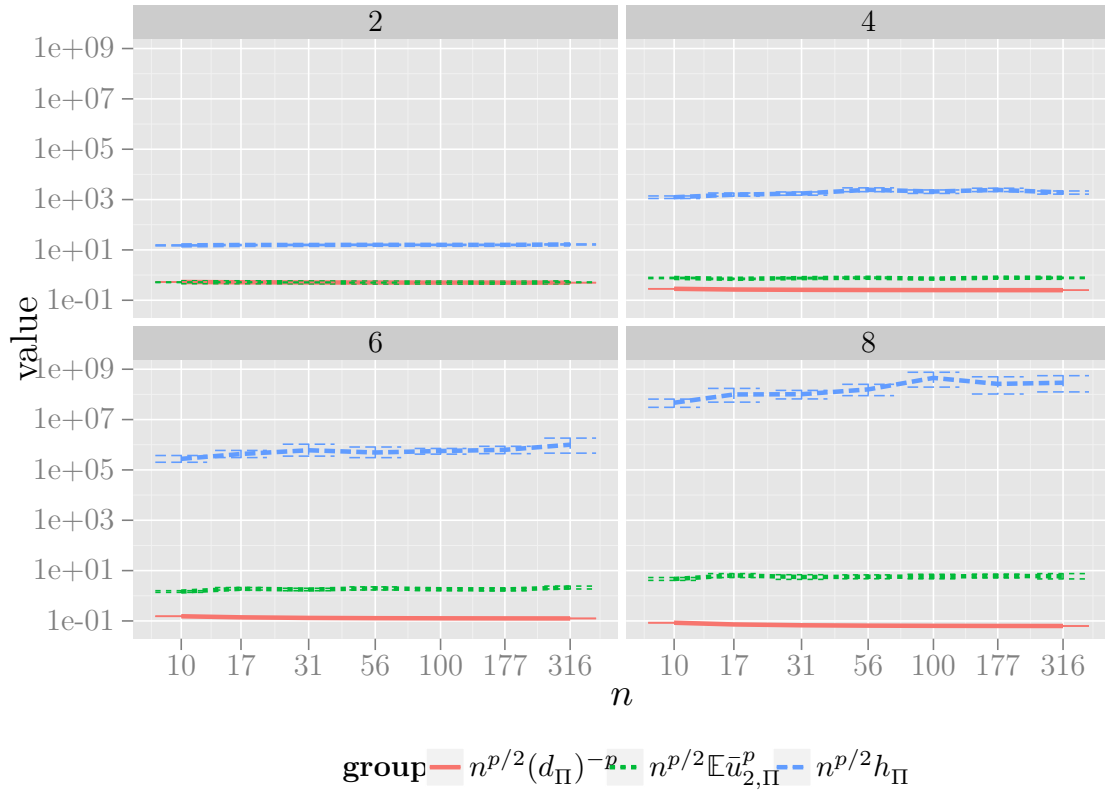 2 4
1e+09
1e+07
1e+05
1e+03
1e+01
1e-01
value
6 8
1e+09
1e+07
1e+05
1e+03
1e+01
1e-01
10 17 31 56 100 177 316 10 17 31 56 100 177 316
n
group n^{p/2}(d_Π)^{-p} n^{p/2}𝔼ū^p_{2,Π} n^{p/2}h_Π